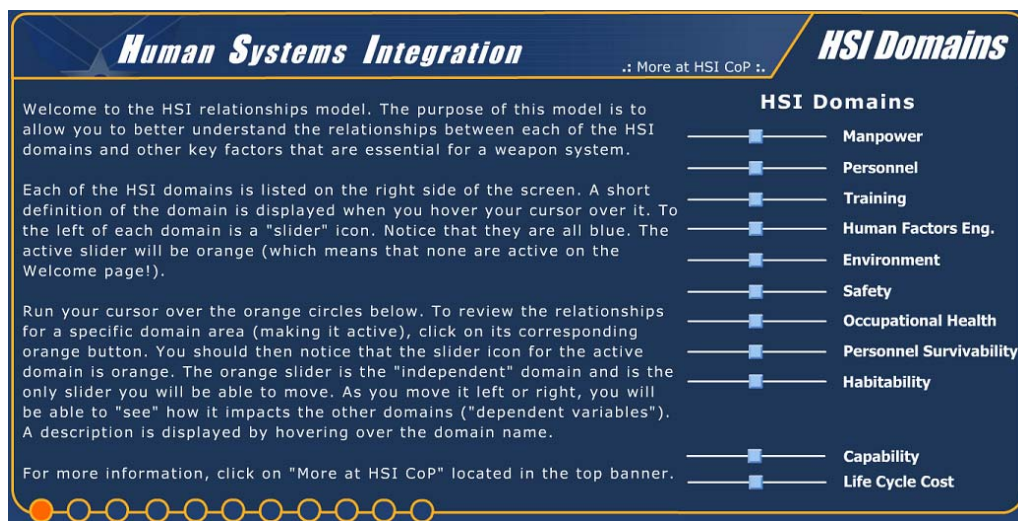 Human Systems Integration
.: More at HSI CoP :.
HSI Domains
Welcome to the HSI relationships model. The purpose of this model is to
allow you to better understand the relationships between each of the HSI
domains and other key factors that are essential for a weapon system.
Each of the HSI domains is listed on the right side of the screen. A short
definition of the domain is displayed when you hover your cursor over it. To
the left of each domain is a "slider" icon. Notice that they are all blue. The
active slider will be orange (which means that none are active on the
Welcome page!).
Run your cursor over the orange circles below. To review the relationships
for a specific domain area (making it active), click on its corresponding
orange button. You should then notice that the slider icon for the active
domain is orange. The orange slider is the "independent" domain and is the
only slider you will be able to move. As you move it left or right, you will
be able to "see" how it impacts the other domains ("dependent variables").
A description is displayed by hovering over the domain name.
For more information, click on "More at HSI CoP" located in the top banner.
HSI Domains
Manpower
Personnel
Training
Human Factors Eng.
Environment
Safety
Occupational Health
Personnel Survivability
Habitability
Capability
Life Cycle Cost